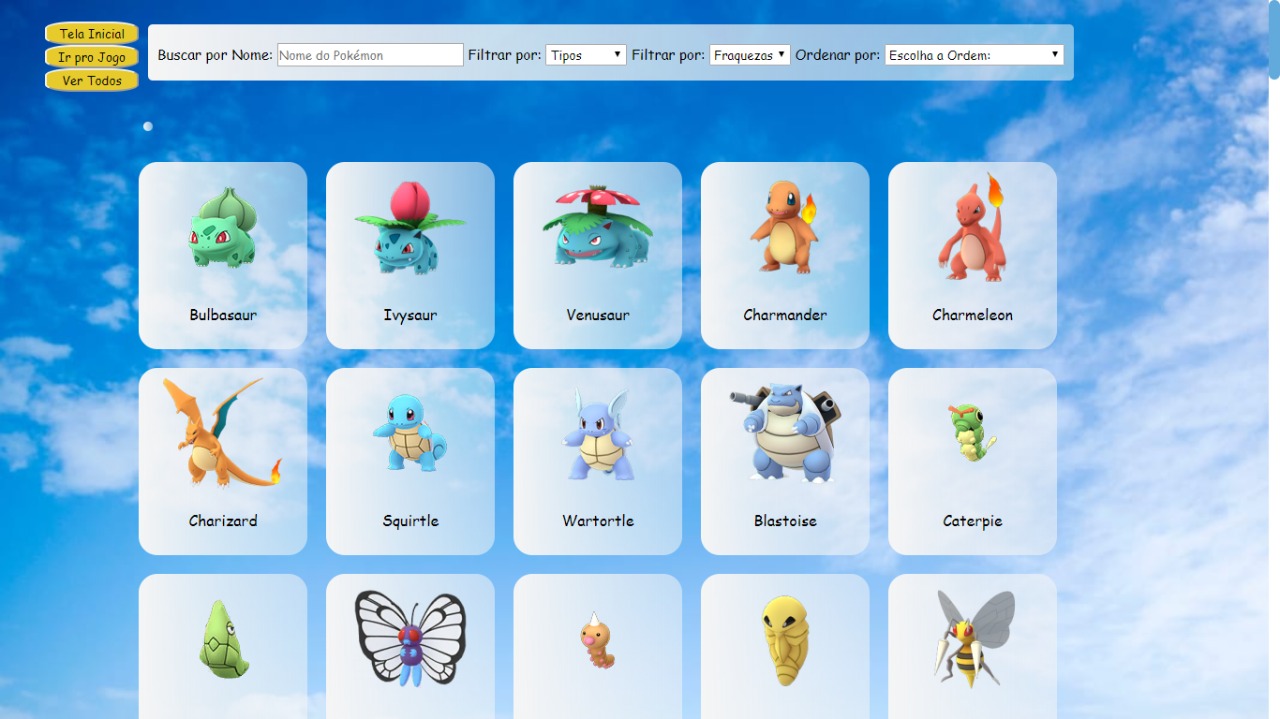 Tela Inicial
Ir pro Jogo
Ver Todos
Buscar por Nome: Nome do Pokémon Filtrar por: Tipos Filtrar por: Fraquezas Ordenar por: Escolha a Ordem:
Bulbasaur Ivysaur Venusaur Charmander Charmeleon
Charizard Squirtle Wartortle Blastoise Caterpie